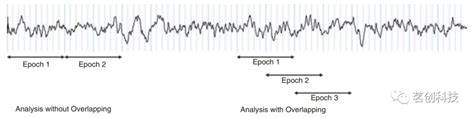 Epoch 1
Epoch 2
Epoch 1
Epoch 2
Epoch 3
Analysis without Overlapping
Analysis with Overlapping
茗创科技